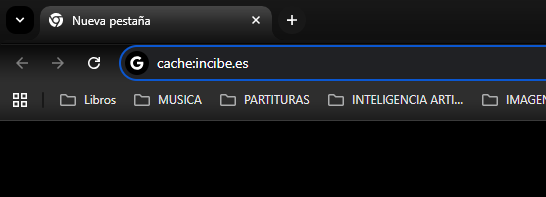 Nueva pestaña
cache:incibe.es
Libros MUSICA PARTITURAS INTELIGENCIA ARTI... IMAGEN